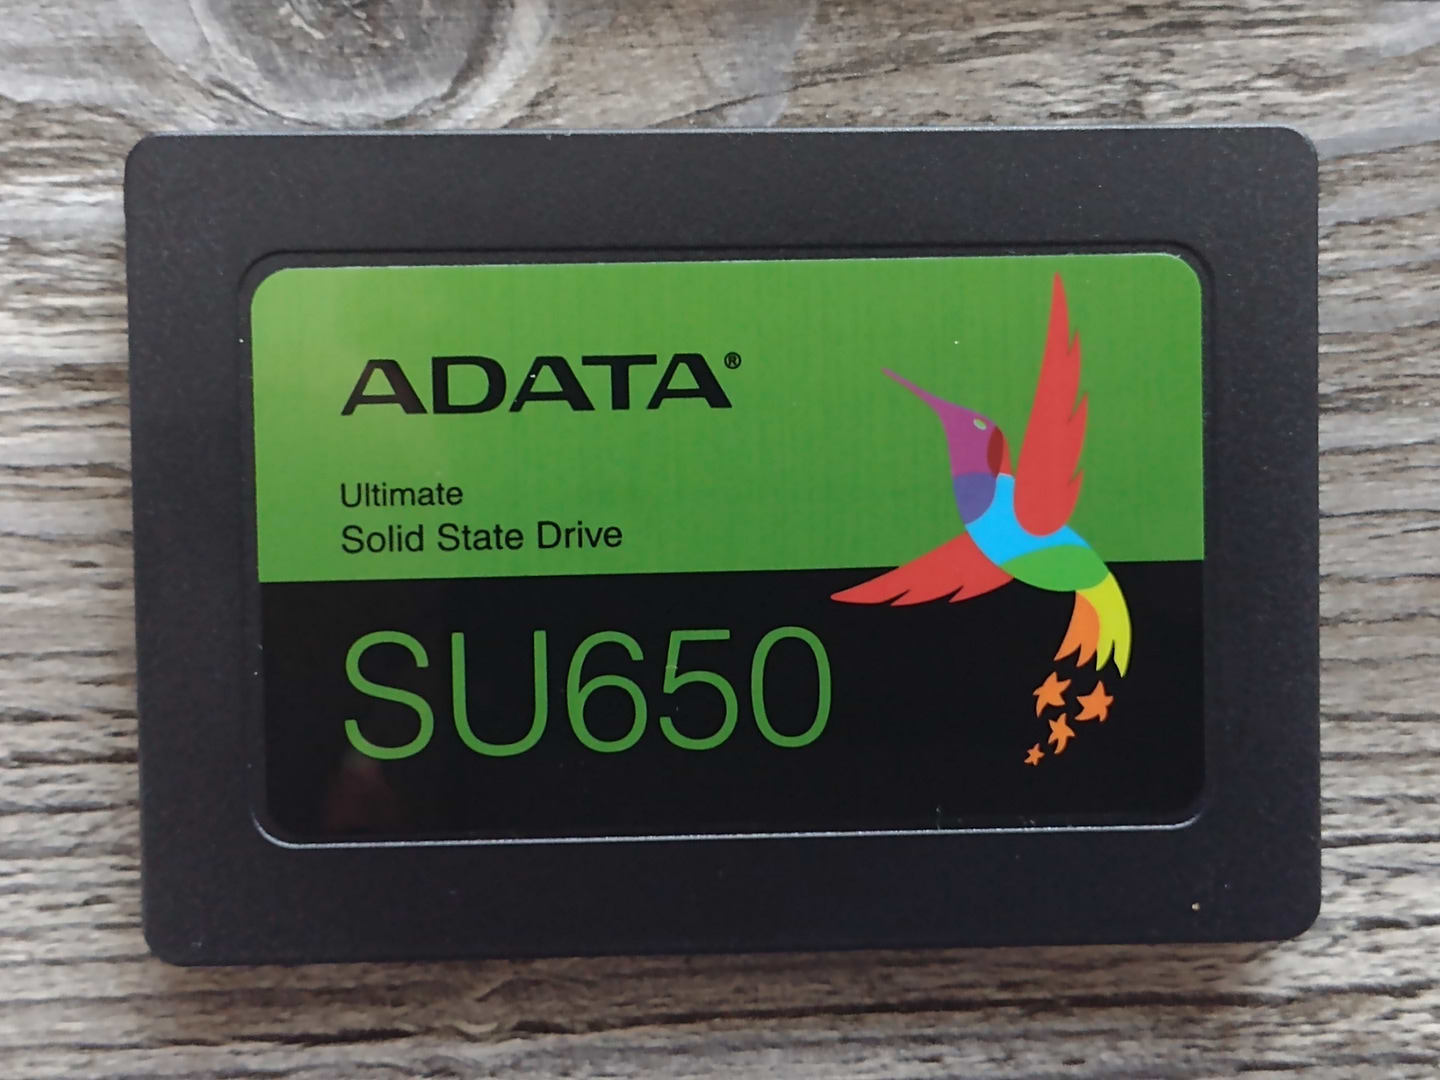 ADATA®
Ultimate
Solid State Drive
SU650